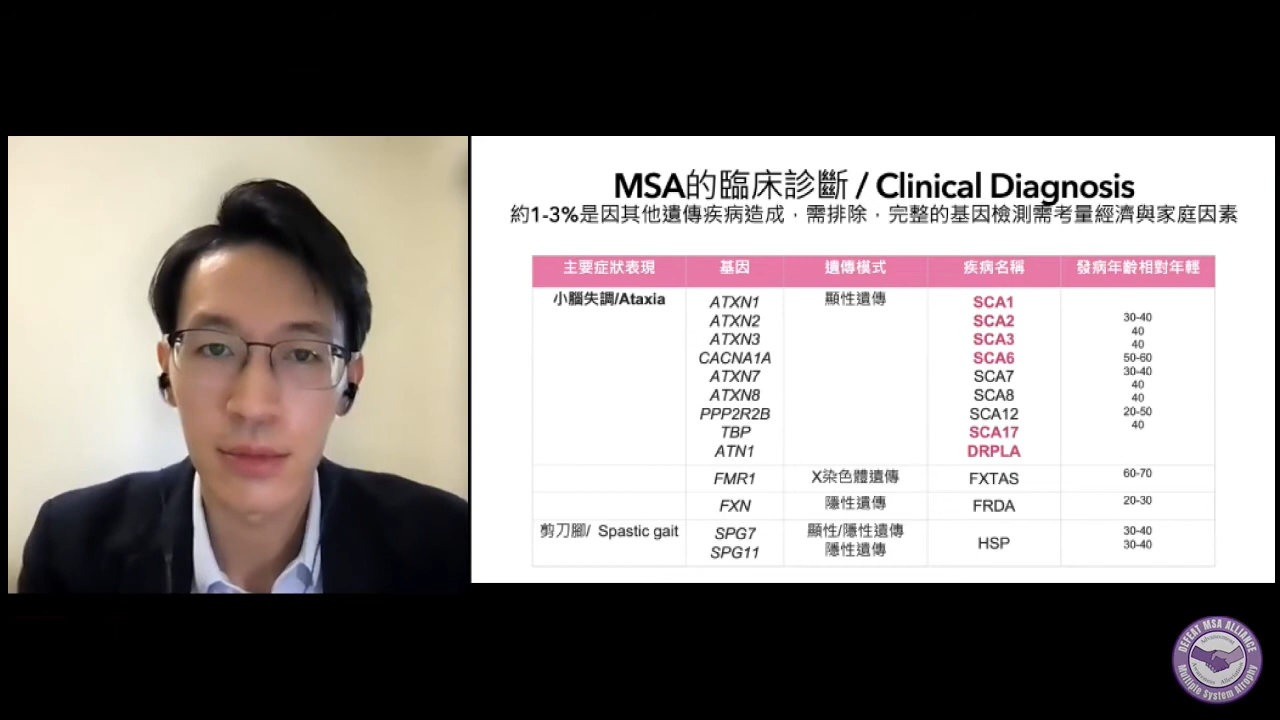 MSA的臨床診斷 / Clinical Diagnosis
約1-3%是因其他遺傳疾病造成，需排除，完整的基因檢測需考量經濟與家庭因素
主要症狀表現 基因 遺傳模式 疾病名稱 發病年齡相對年輕
小腦失調/Ataxia ATXN1 顯性遺傳 SCA1
ATXN2 SCA2 30-40
ATXN3 SCA3 40
CACNA1A SCA6 40
ATXN7 SCA7 50-60
ATXN8 SCA8 30-40
PPP2R2B SCA12 40
TBP SCA17 40
ATN1 DRPLA 20-50
40
FMR1 X染色體遺傳 FXTAS 60-70
FXN 隱性遺傳 FRDA 20-30
剪刀腳/ Spastic gait SPG7 顯性/隱性遺傳 HSP 30-40
SPG11 隱性遺傳 30-40
DEFEAT MSA ALLIANCE
Multiple System Atrophy